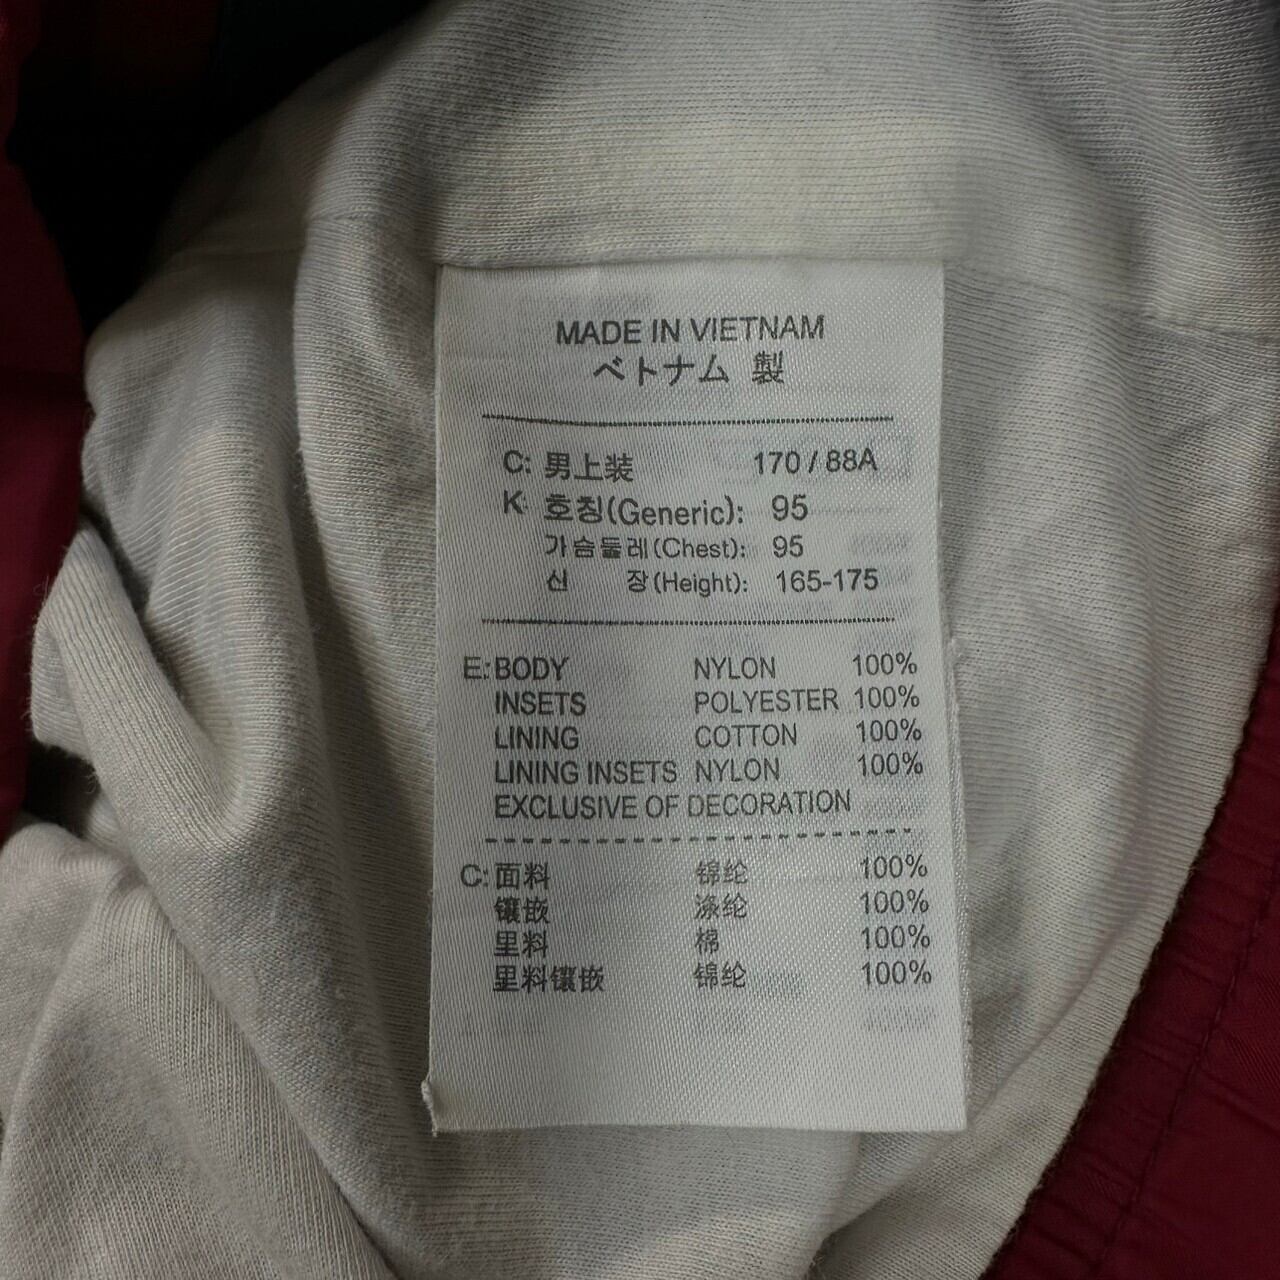 MADE IN VIETNAM
ベトナム 製
C: 男上装 170 / 88A
K: 호칭(Generic): 95
가슴둘레(Chest): 95
신 장(Height): 165-175
E: BODY NYLON 100%
INSETS POLYESTER 100%
LINING COTTON 100%
LINING INSETS NYLON 100%
EXCLUSIVE OF DECORATION
C: 面料 锦纶 100%
镶嵌 涤纶 100%
里料 棉 100%
里料镶嵌 锦纶 100%